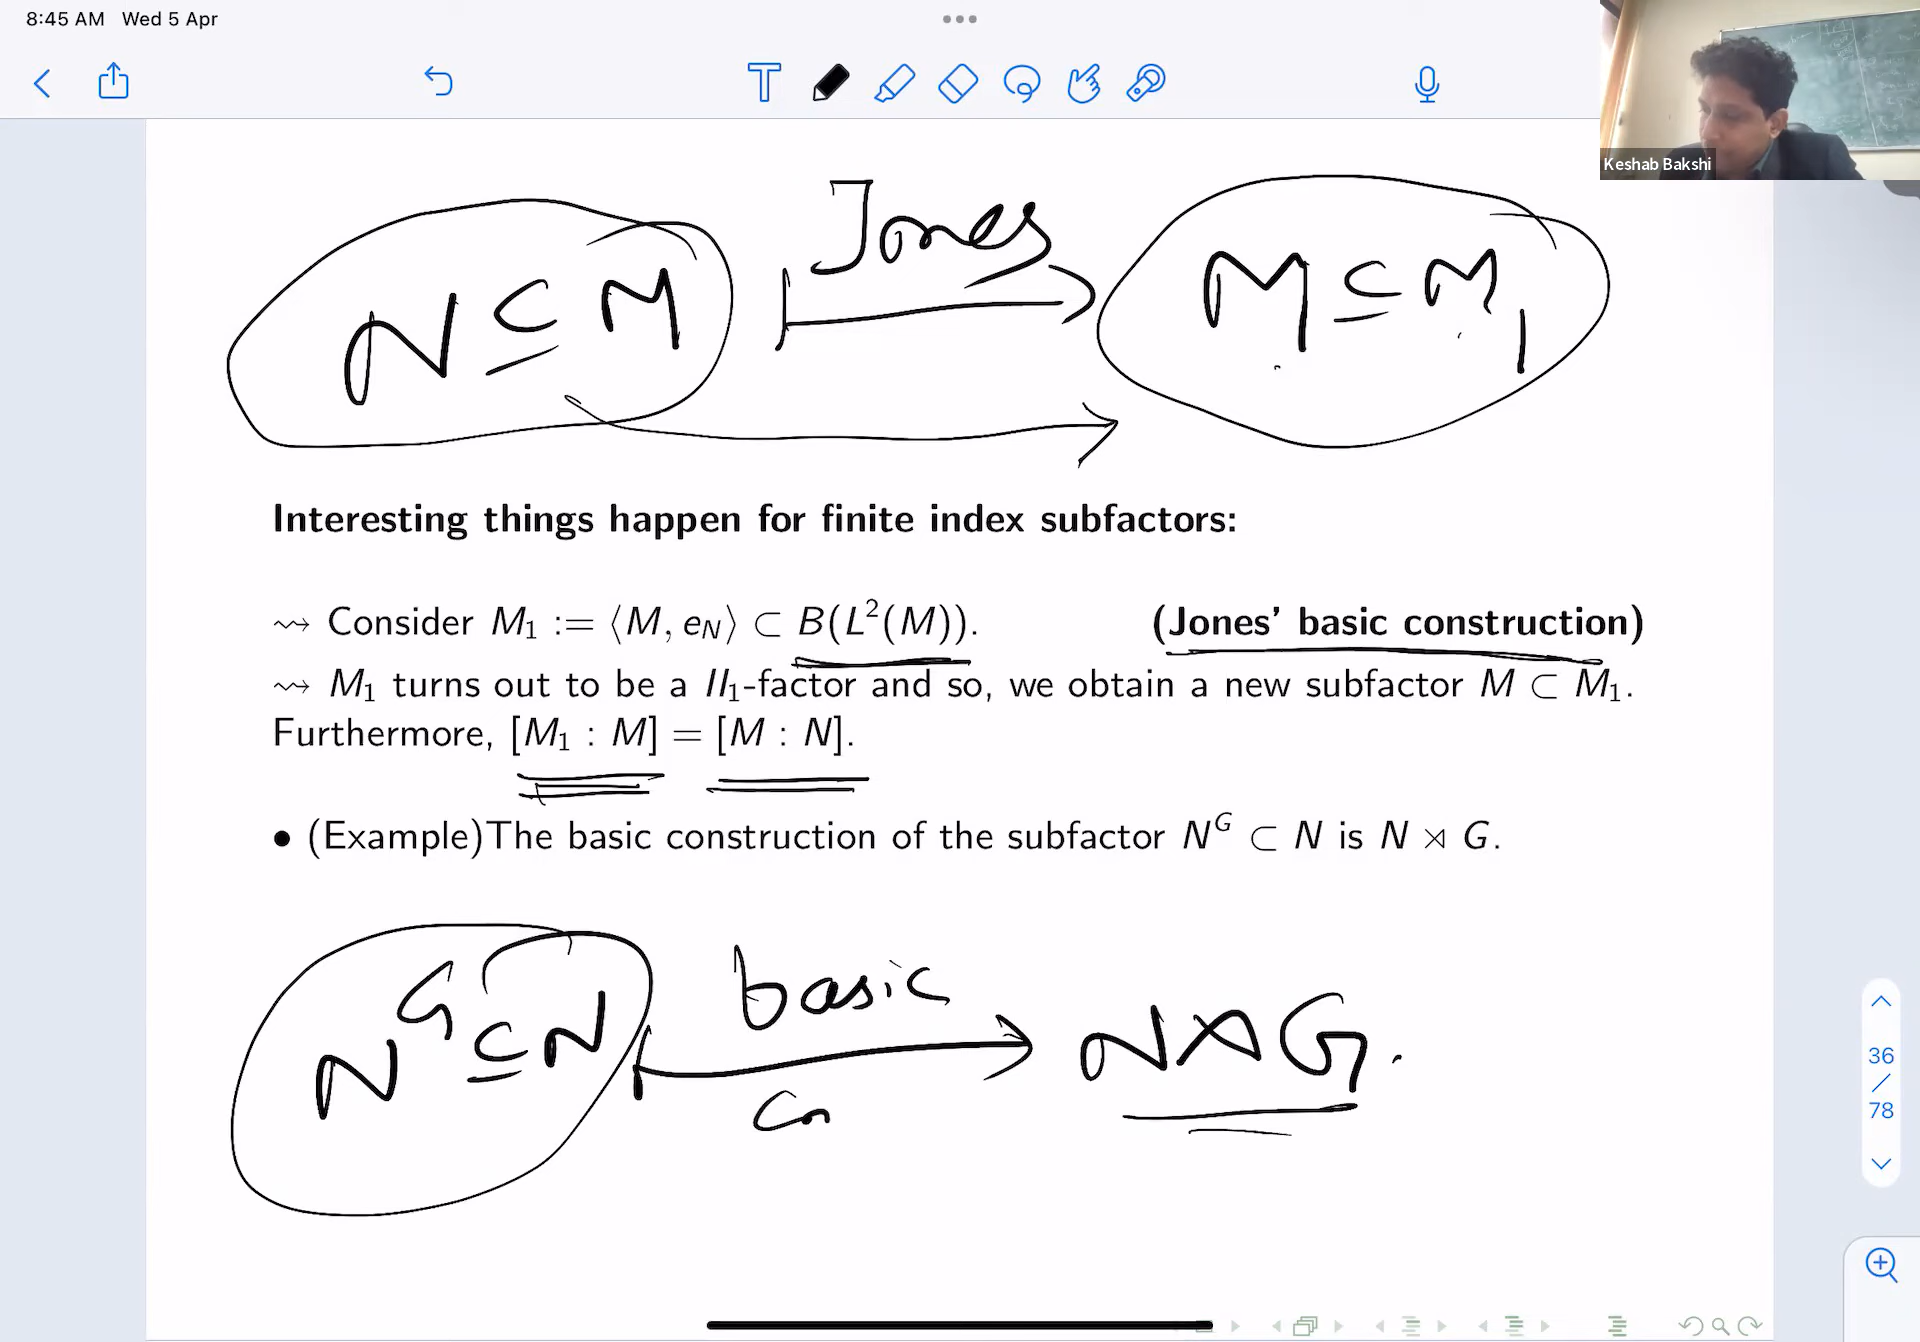 8:45 AM Wed 5 Apr
Keshab Bakshi
Jones
N ⊆ M ↦ M ⊆ M₁
Interesting things happen for finite index subfactors:
⇝ Consider M₁ := ⟨M, e_N⟩ ⊂ B(L²(M)). (Jones' basic construction)
⇝ M₁ turns out to be a II₁-factor and so, we obtain a new subfactor M ⊂ M₁.
Furthermore, [M₁ : M] = [M : N].
• (Example)The basic construction of the subfactor N^G ⊂ N is N ⋊ G.
basic
N^G ⊆ N ↦ N ⋊ G.
36
/
78